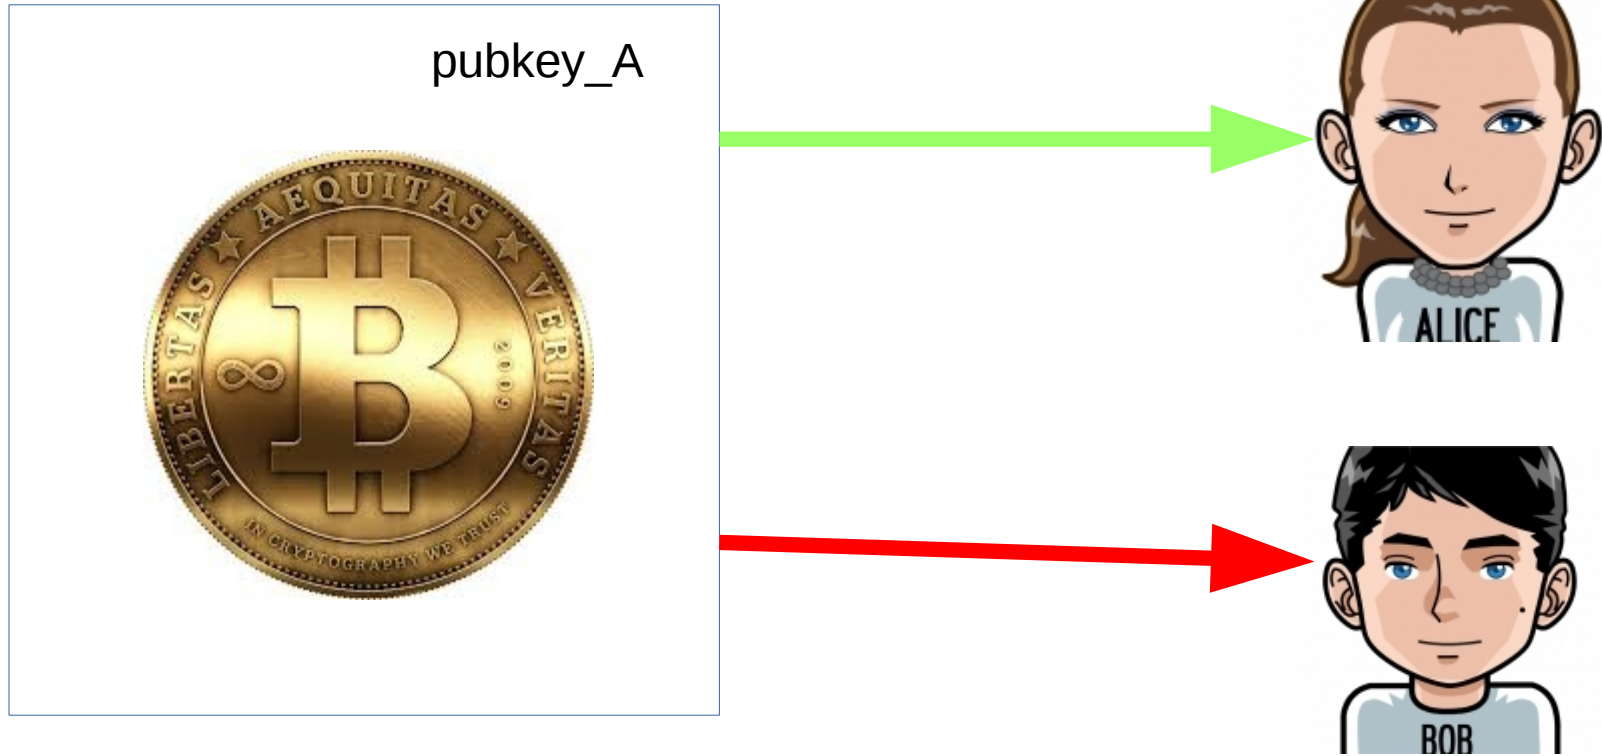 pubkey_A
LIBERTAS AEQUITAS VERITAS
2009
IN CRYPTOGRAPHY WE TRUST
ALICE
BOB